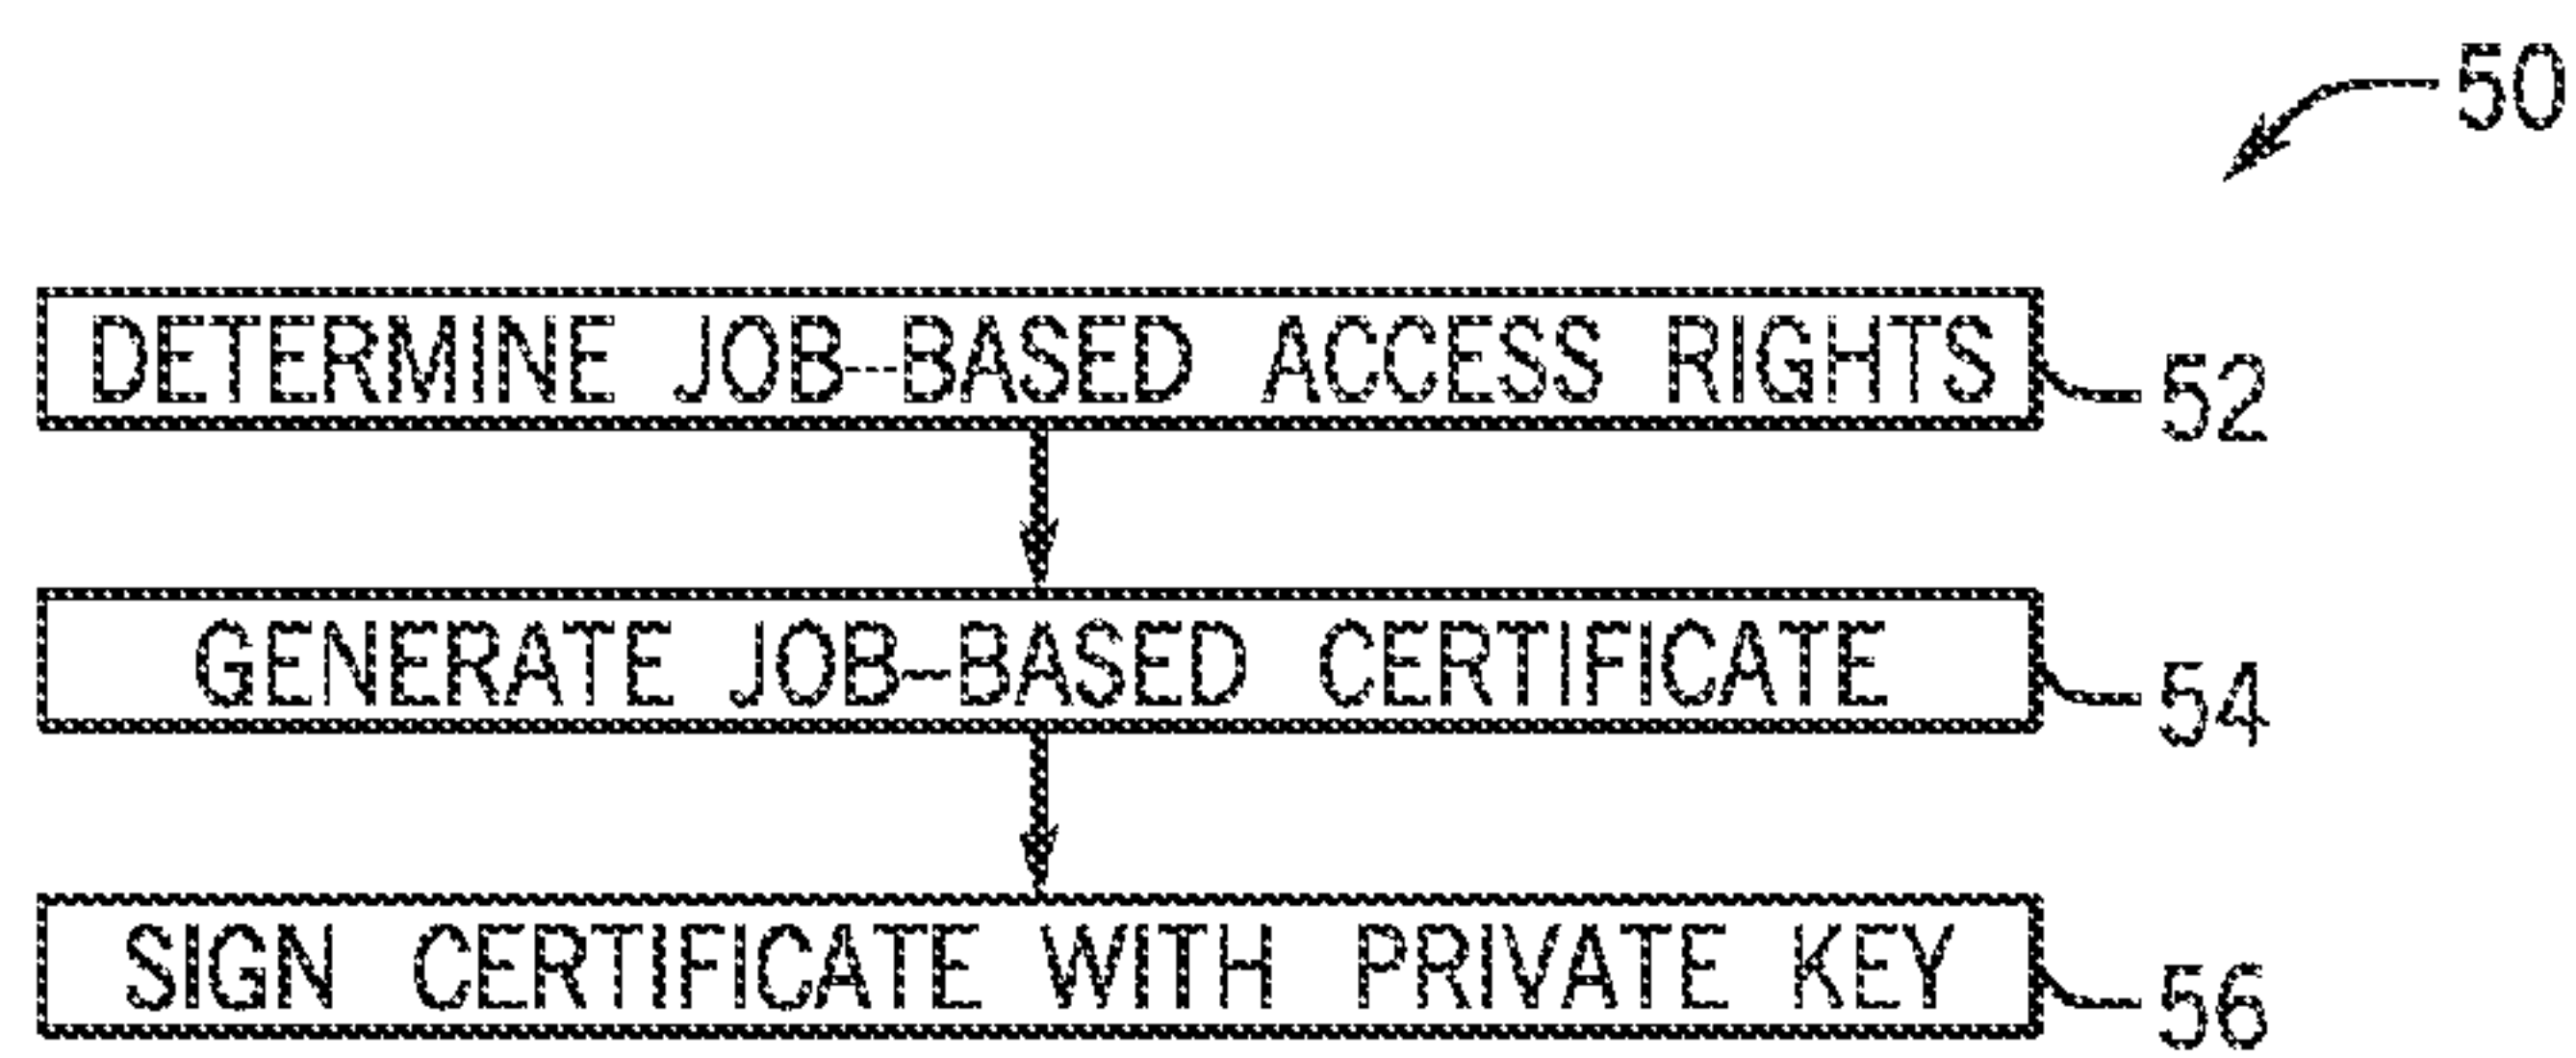 50
DETERMINE JOB-BASED ACCESS RIGHTS
52
GENERATE JOB-BASED CERTIFICATE
54
SIGN CERTIFICATE WITH PRIVATE KEY
56